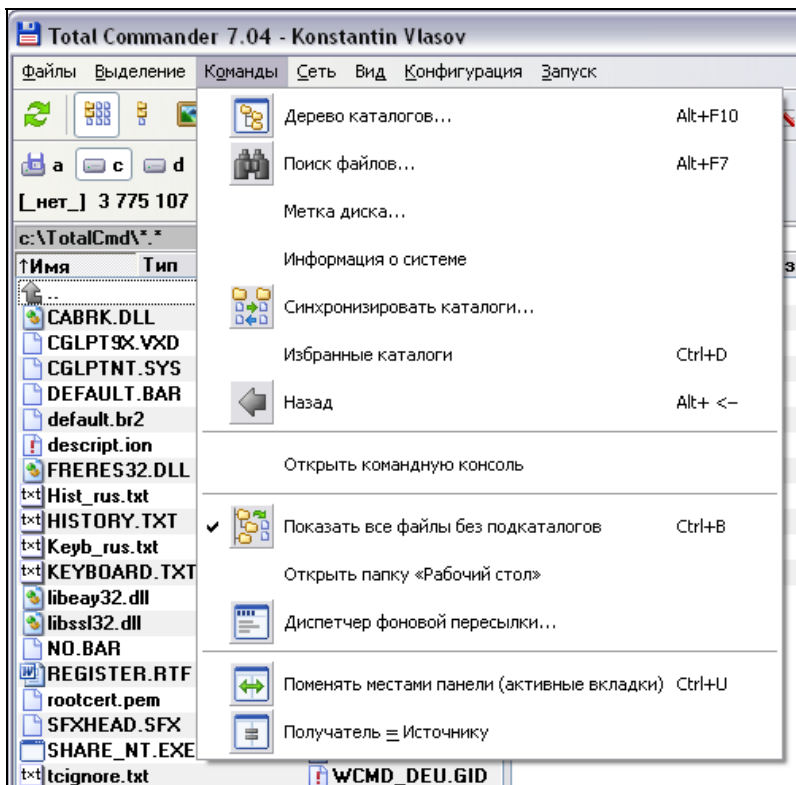 Total Commander 7.04 - Konstantin Vlasov
Файлы Выделение Команды Сеть Вид Конфигурация Запуск
a c d
[_нет_] 3 775 107
c:\TotalCmd\*.*
↑Имя Тип
..
CABRK.DLL
CGLPT9X.VXD
CGLPTNT.SYS
DEFAULT.BAR
default.br2
descript.ion
FRERES32.DLL
Hist_rus.txt
HISTORY.TXT
Keyb_rus.txt
KEYBOARD.TXT
libeay32.dll
libssl32.dll
NO.BAR
REGISTER.RTF
rootcert.pem
SFXHEAD.SFX
SHARE_NT.EXE
tcignore.txt
WCMD_DEU.GID
Дерево каталогов... Alt+F10
Поиск файлов... Alt+F7
Метка диска...
Информация о системе
Синхронизировать каталоги...
Избранные каталоги Ctrl+D
Назад Alt+ <-
Открыть командную консоль
Показать все файлы без подкаталогов Ctrl+B
Открыть папку «Рабочий стол»
Диспетчер фоновой пересылки...
Поменять местами панели (активные вкладки) Ctrl+U
Получатель = Источнику